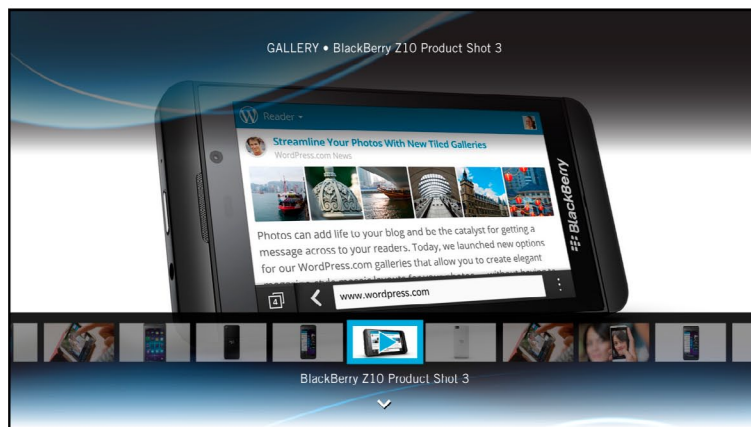 GALLERY • BlackBerry Z10 Product Shot 3
Reader
Streamline Your Photos With New Tiled Galleries
WordPress.com News
Photos can add life to your blog and be the catalyst for getting a
message across to your readers. Today, we launched new options
for our WordPress.com galleries that allow you to create elegant
BlackBerry
4
www.wordpress.com
BlackBerry Z10 Product Shot 3